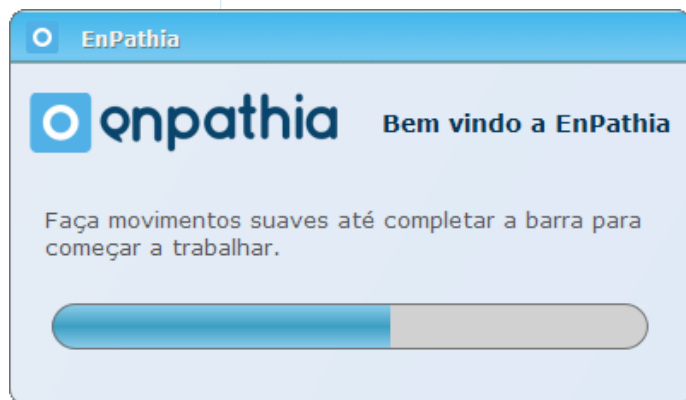 EnPathia
enpathia
Bem vindo a EnPathia
Faça movimentos suaves até completar a barra para
começar a trabalhar.